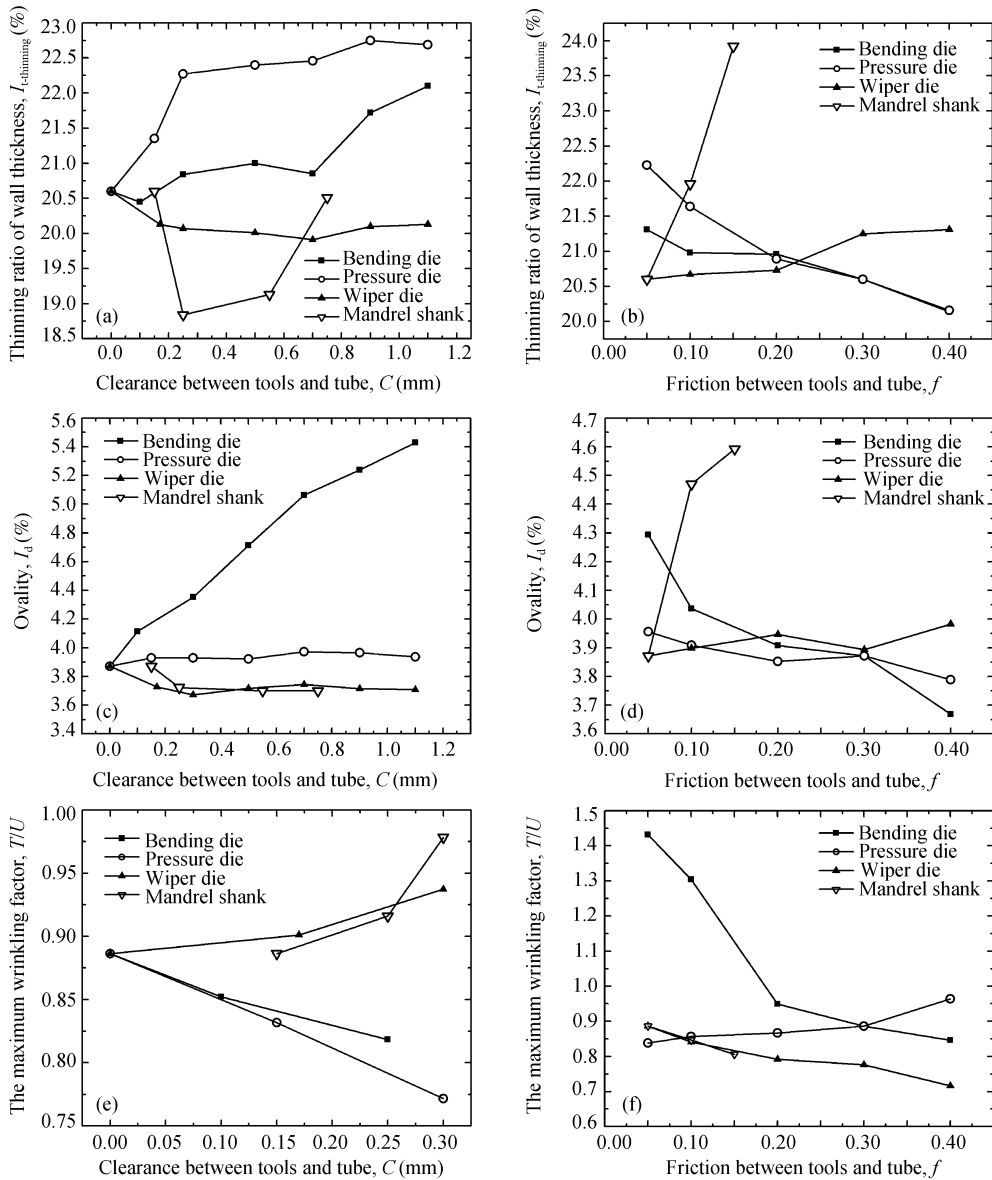 Thinning ratio of wall thickness, It-thinning (%)
23.0
22.5
22.0
21.5
21.0
20.5
20.0
19.5
19.0
18.5
Bending die
Pressure die
Wiper die
Mandrel shank
(a)
0.0 0.2 0.4 0.6 0.8 1.0 1.2
Clearance between tools and tube, C (mm)
Thinning ratio of wall thickness, It-thinning (%)
24.0
23.5
23.0
22.5
22.0
21.5
21.0
20.5
20.0
Bending die
Pressure die
Wiper die
Mandrel shank
(b)
0.00 0.10 0.20 0.30 0.40
Friction between tools and tube, f
Ovality, Id (%)
5.6
5.4
5.2
5.0
4.8
4.6
4.4
4.2
4.0
3.8
3.6
3.4
Bending die
Pressure die
Wiper die
Mandrel shank
(c)
0.0 0.2 0.4 0.6 0.8 1.0 1.2
Clearance between tools and tube, C (mm)
Ovality, Id (%)
4.7
4.6
4.5
4.4
4.3
4.2
4.1
4.0
3.9
3.8
3.7
3.6
Bending die
Pressure die
Wiper die
Mandrel shank
(d)
0.00 0.10 0.20 0.30 0.40
Friction between tools and tube, f
The maximum wrinkling factor, T/U
1.00
0.95
0.90
0.85
0.80
0.75
Bending die
Pressure die
Wiper die
Mandrel shank
(e)
0.00 0.05 0.10 0.15 0.20 0.25 0.30
Clearance between tools and tube, C (mm)
The maximum wrinkling factor, T/U
1.5
1.4
1.3
1.2
1.1
1.0
0.9
0.8
0.7
0.6
Bending die
Pressure die
Wiper die
Mandrel shank
(f)
0.00 0.10 0.20 0.30 0.40
Friction between tools and tube, f